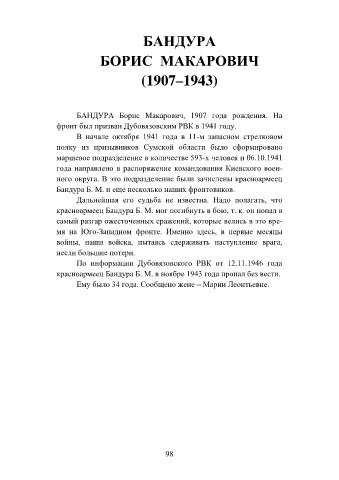 БАНДУРА
БОРИС МАКАРОВИЧ
(1907–1943)
БАНДУРА Борис Макарович, 1907 года рождения. На
фронт был призван Дубовязовским РВК в 1941 году.
В начале октября 1941 года в 11-м запасном стрелковом
полку из призывников Сумской области было сформировано
маршевое подразделение в количестве 593-х человек и 06.10.1941
года направлено в распоряжение командования Киевского воен-
ного округа. В это подразделение были зачислены красноармеец
Бандура Б. М. и еще несколько наших фронтовиков.
Дальнейшая его судьба не известна. Надо полагать, что
красноармеец Бандура Б. М. мог погибнуть в бою, т. к. он попал в
самый разгар ожесточенных сражений, которые велись в это вре-
мя на Юго-Западном фронте. Именно здесь, в первые месяцы
войны, наши войска, пытаясь сдерживать наступление врага,
несли большие потери.
По информации Дубовязовского РВК от 12.11.1946 года
красноармеец Бандура Б. М. в ноябре 1943 года пропал без вести.
Ему было 34 года. Сообщено жене – Марии Леонтьевне.
98